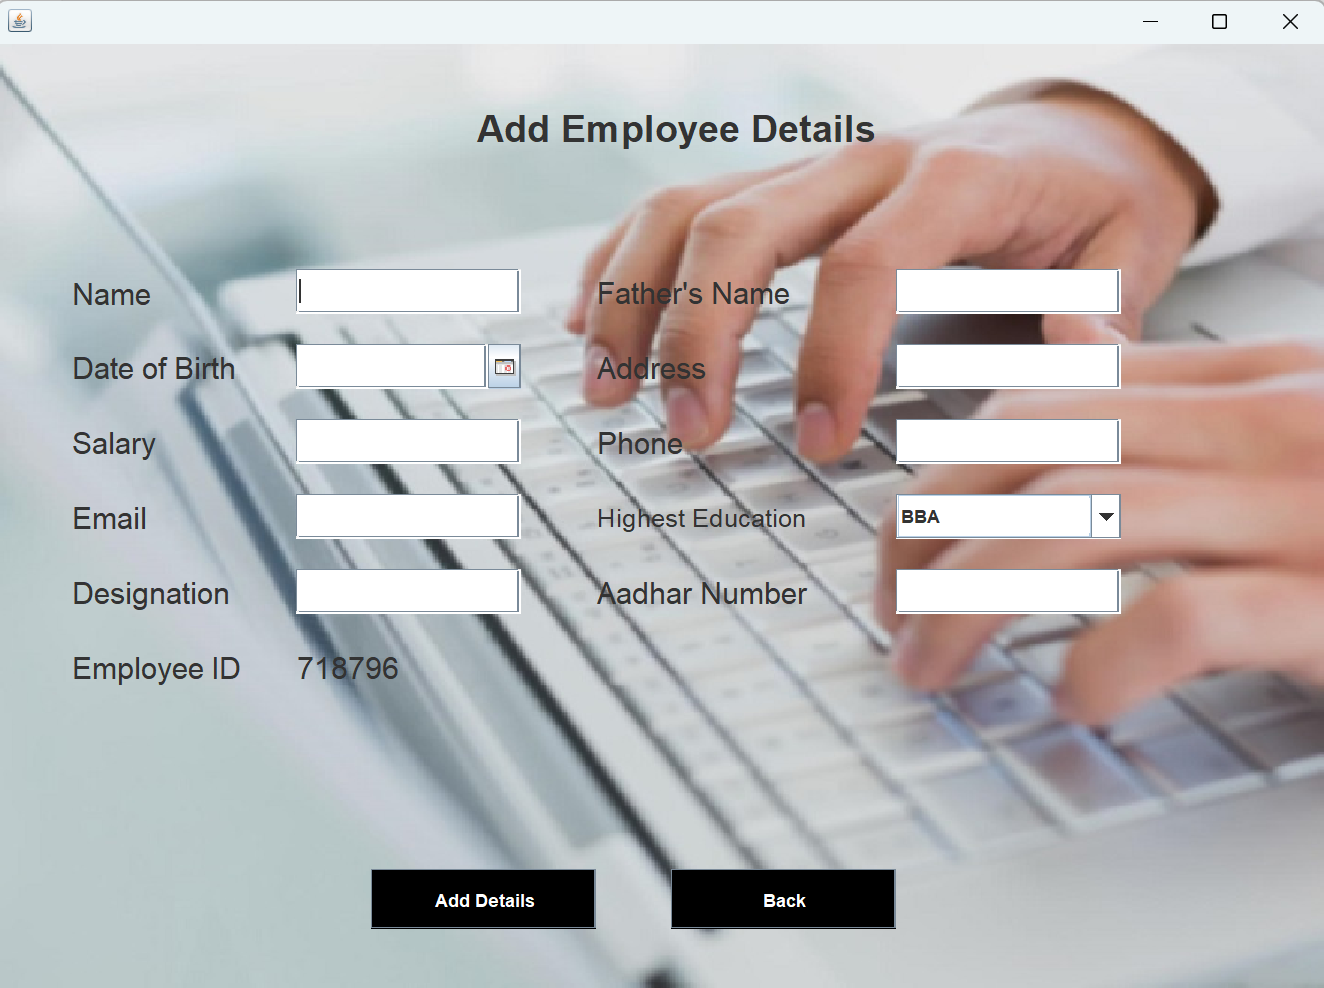 Add Employee Details
Name
Father's Name
Date of Birth
Address
Salary
Phone
Email
Highest Education BBA
Designation
Aadhar Number
Employee ID 718796
Add Details
Back